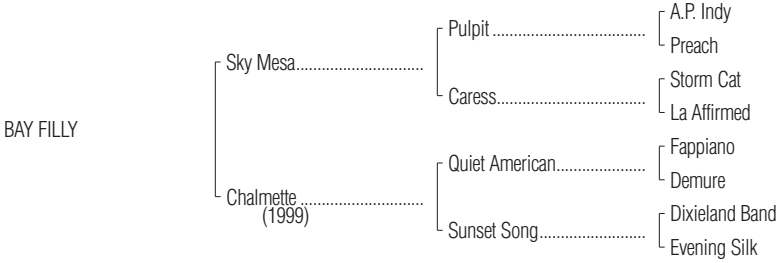 A.P. Indy
Pulpit ....................................
Preach
Sky Mesa..............................
Storm Cat
Caress.....................................
La Affirmed
BAY FILLY
Fappiano
Quiet American......................
Demure
Chalmette .............................
(1999)
Dixieland Band
Sunset Song..........................
Evening Silk